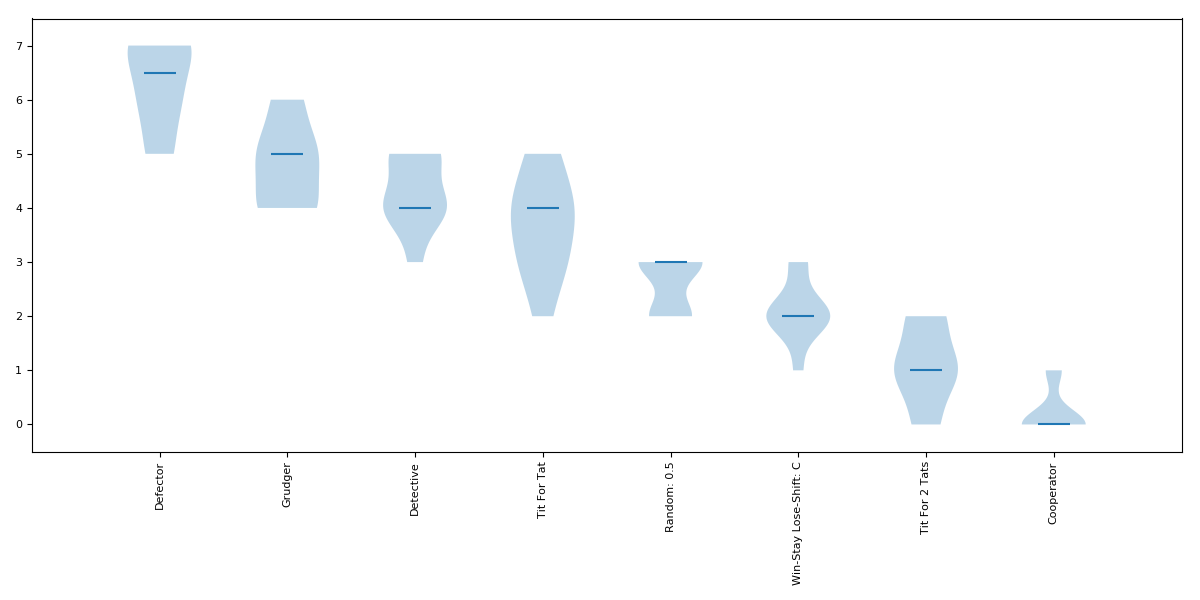 7
6
5
4
3
2
1
0
Defector
Grudger
Detective
Tit For Tat
Random: 0.5
Win-Stay Lose-Shift: C
Tit For 2 Tats
Cooperator